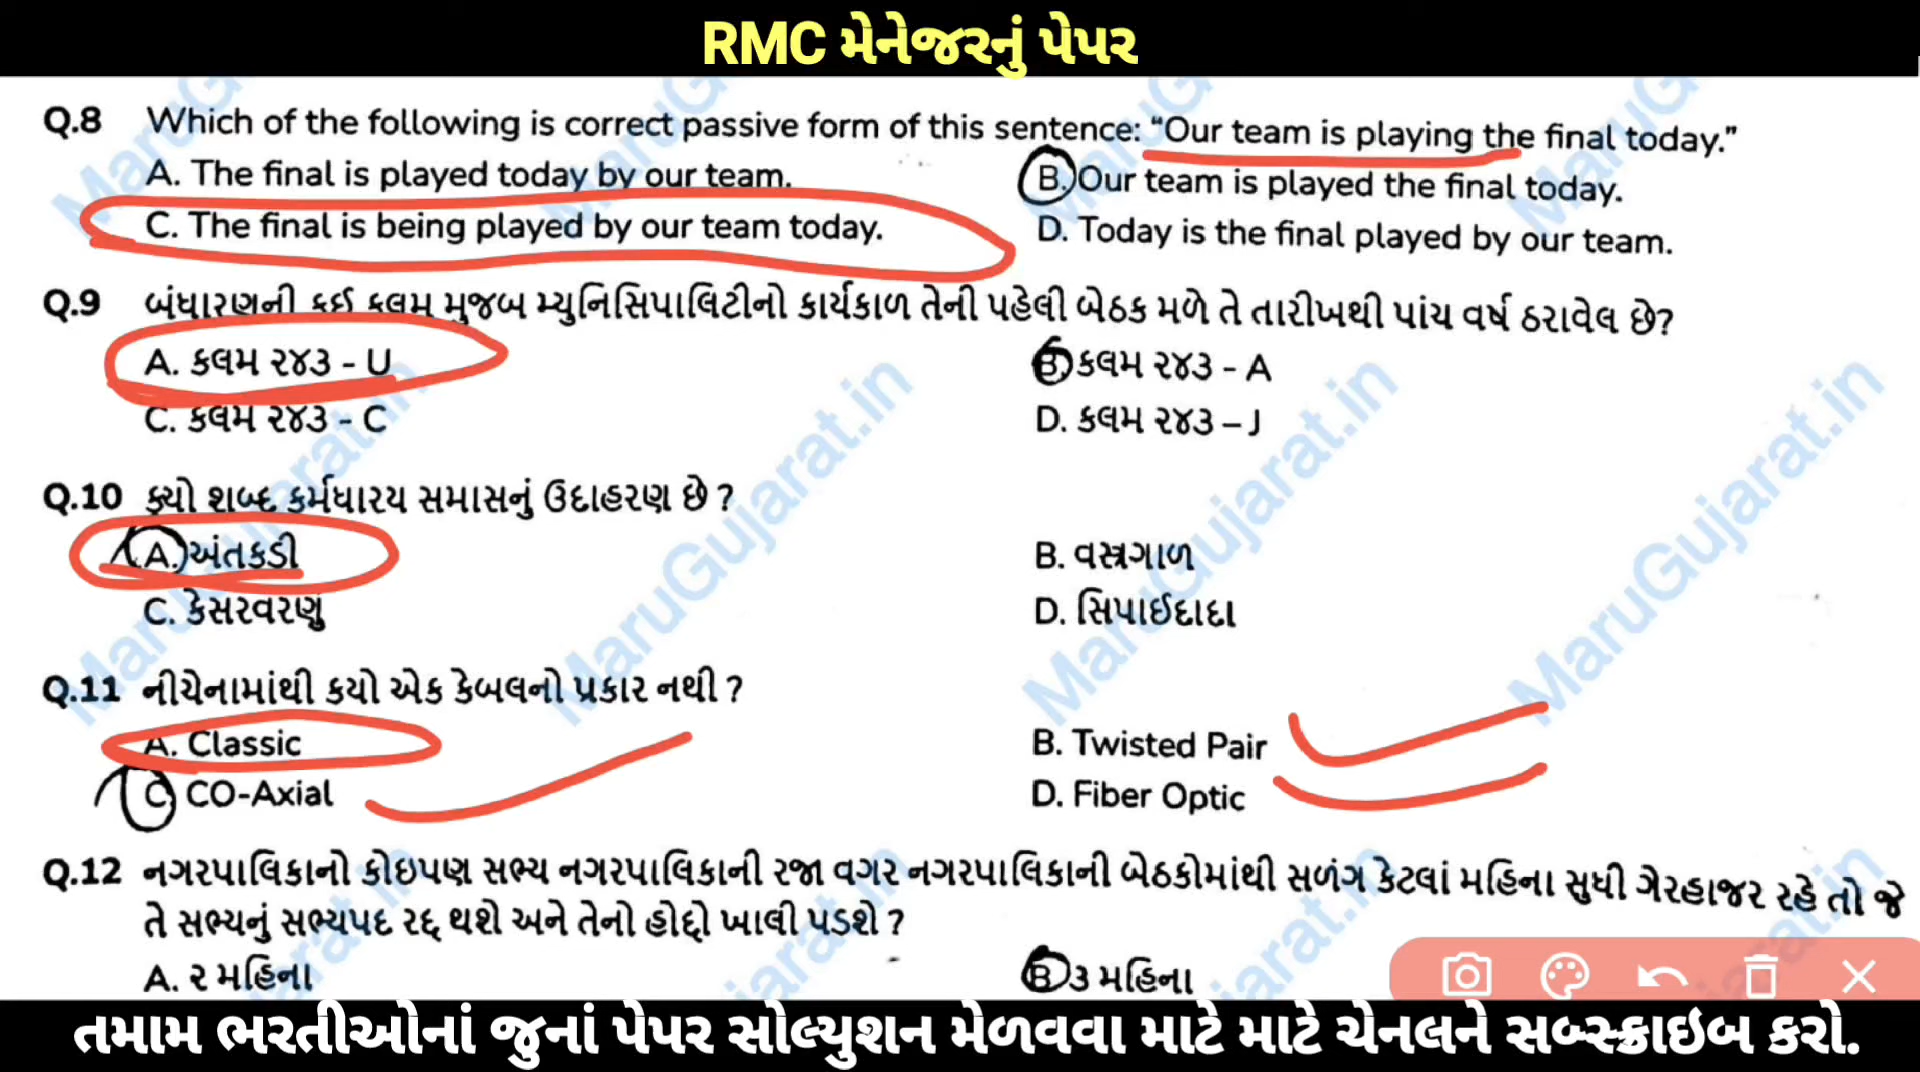 RMC મેનેજરનું પેપર
Q.8 Which of the following is correct passive form of this sentence: “Our team is playing the final today.”
A. The final is played today by our team. B. Our team is played the final today.
C. The final is being played by our team today. D. Today is the final played by our team.
Q.9 બંધારણની કઈ કલમ મુજબ મ્યુનિસિપાલિટીનો કાર્યકાળ તેની પહેલી બેઠક મળે તે તારીખથી પાંચ વર્ષ ઠરાવેલ છે?
A. કલમ ૨૪૩ - U B. કલમ ૨૪૩ - A
C. કલમ ૨૪૩ - C D. કલમ ૨૪૩ – J
Q.10 ક્યો શબ્દ કર્મધારય સમાસનું ઉદાહરણ છે ?
A. અંતકડી B. વસ્ત્રગાળ
C. કેસરવરણુ D. સિપાઈદાદા
Q.11 નીચેનામાંથી કયો એક કેબલનો પ્રકાર નથી ?
A. Classic B. Twisted Pair
C. CO-Axial D. Fiber Optic
Q.12 નગરપાલિકાનો કોઇપણ સભ્ય નગરપાલિકાની રજા વગર નગરપાલિકાની બેઠકોમાંથી સળંગ કેટલાં મહિના સુધી ગેરહાજર રહે તો જે
તે સભ્યનું સભ્યપદ રદ્દ થશે અને તેનો હોદ્દો ખાલી પડશે ?
A. ૨ મહિના B. ૩ મહિના
MaruGujarat.in
તમામ ભરતીઓનાં જુનાં પેપર સોલ્યુશન મેળવવા માટે માટે ચેનલને સબ્સ્ક્રાઇબ કરો.